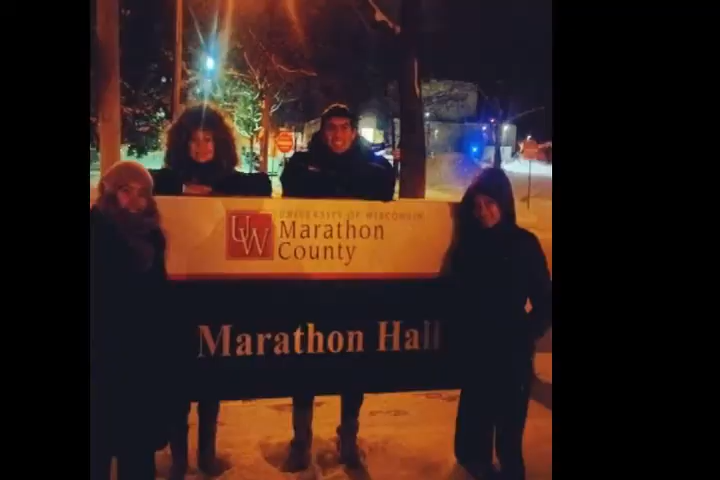 UNIVERSITY OF WISCONSIN
UW
Marathon
County
Marathon Hall